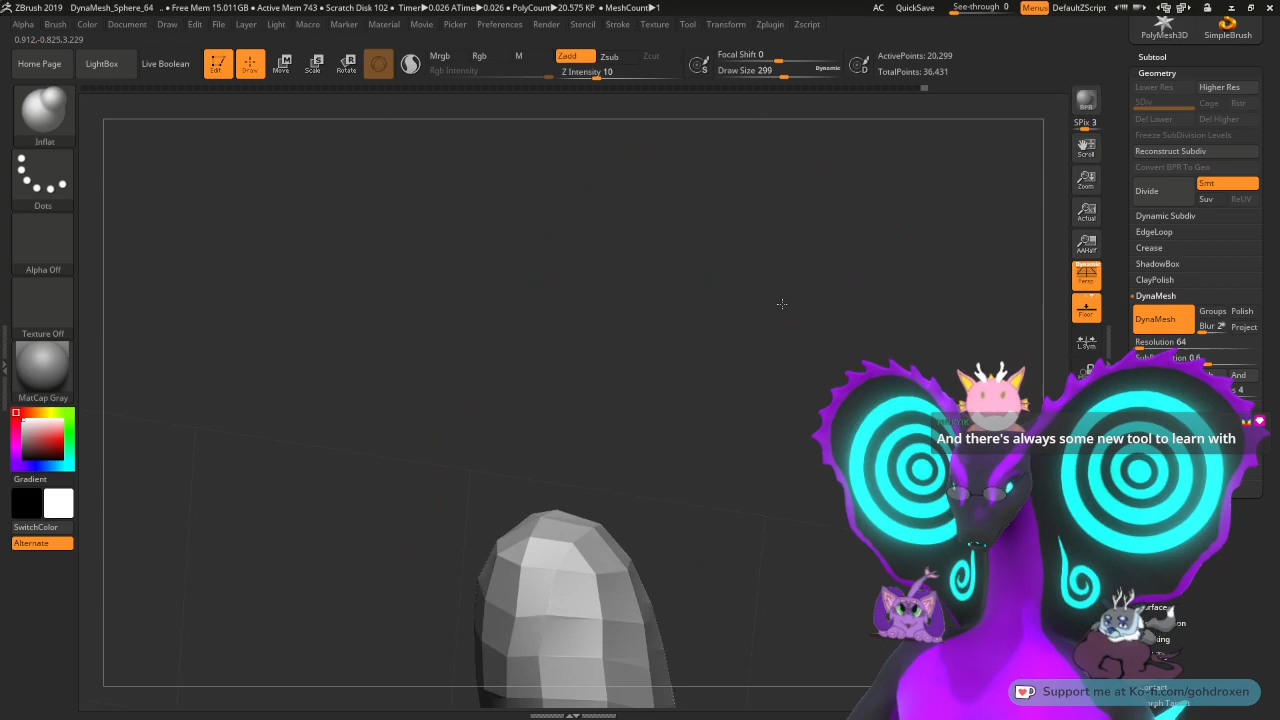 ZBrush 2019 DynaMesh_Sphere_64 .. • Free Mem 15.011GB • Active Mem 743 • Scratch Disk 102 • Timer▶0.026 ATime▶0.026 • PolyCount▶20.575 KP • MeshCount▶1 AC QuickSave See-through 0 Menus DefaultZScript
Alpha Brush Color Document Draw Edit File Layer Light Macro Marker Material Movie Picker Preferences Render Stencil Stroke Texture Tool Transform Zplugin Zscript
0.912,-0.825,3.229
Home Page LightBox Live Boolean
Edit Draw Move Scale Rotate
Mrgb Rgb M
Rgb Intensity
Zadd Zsub Zcut
Z Intensity 10
Focal Shift 0
Draw Size 299 Dynamic
ActivePoints: 20,299
TotalPoints: 36,431
S
D
Inflat
Dots
Alpha Off
Texture Off
MatCap Gray
Gradient
SwitchColor
Alternate
BPR
SPix 3
Scroll
Zoom
Actual
AAHalf
Dynamic
Persp
Floor
L.Sym
PolyMesh3D SimpleBrush
Subtool
Geometry
Lower Res Higher Res
SDiv Cage Rstr
Del Lower Del Higher
Freeze SubDivision Levels
Reconstruct Subdiv
Convert BPR To Geo
Divide Smt
Suv ReUV
Dynamic Subdiv
EdgeLoop
Crease
ShadowBox
ClayPolish
DynaMesh
DynaMesh Groups Polish
Blur 2 Project
Resolution 64
And
And there's always some new tool to learn with
Support me at Ko-fi.com/gohdroxen